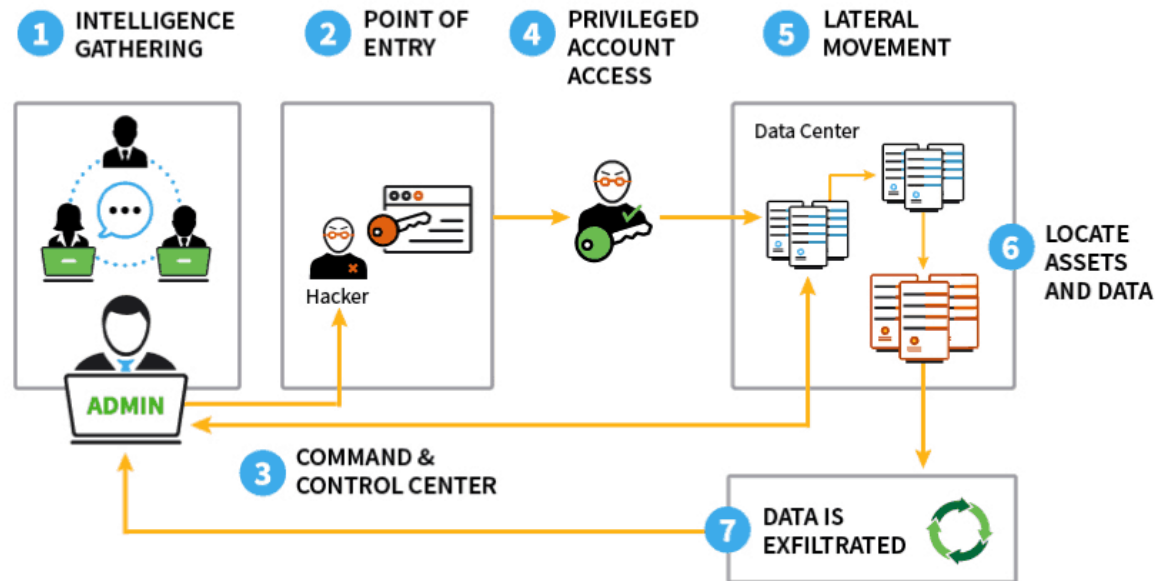 1 INTELLIGENCE
GATHERING
2 POINT OF
ENTRY
4 PRIVILEGED
ACCOUNT
ACCESS
5 LATERAL
MOVEMENT
Data Center
Hacker
6 LOCATE
ASSETS
AND DATA
ADMIN
3 COMMAND &
CONTROL CENTER
7 DATA IS
EXFILTRATED